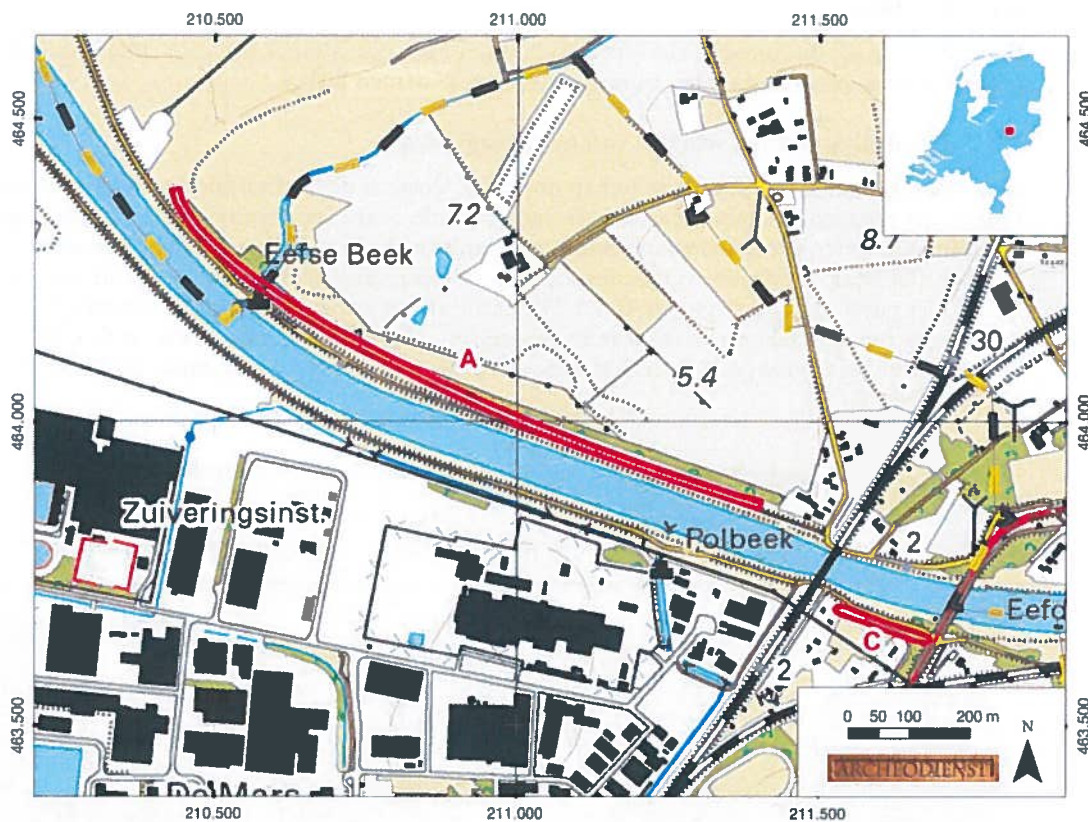 210.500 211.000 211.500
464.500 464.500
7.2
8.
Eefse Beek
30
A
5.4
464.000 464.000
Zuiveringsinst.
Polbeek
2
Eefd
C
2
463.500 463.500
0 50 100 200 m
N
ARCHEODIENST
De Mars
210.500 211.000 211.500